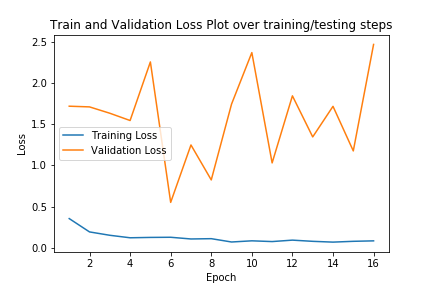 Train and Validation Loss Plot over training/testing steps
2.5
2.0
1.5
1.0
0.5
0.0
Loss
Training Loss
Validation Loss
2 4 6 8 10 12 14 16
Epoch